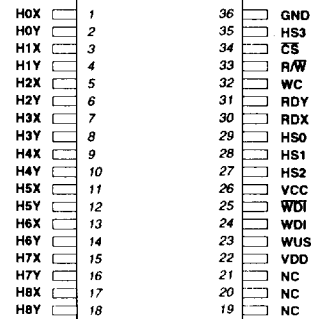 H0X 1 36 GND
H0Y 2 35 HS3
H1X 3 34 C̅S̅
H1Y 4 33 R/W̅
H2X 5 32 WC
H2Y 6 31 RDY
H3X 7 30 RDX
H3Y 8 29 HS0
H4X 9 28 HS1
H4Y 10 27 HS2
H5X 11 26 VCC
H5Y 12 25 W̅D̅I̅
H6X 13 24 WDI
H6Y 14 23 WUS
H7X 15 22 VDD
H7Y 16 21 NC
H8X 17 20 NC
H8Y 18 19 NC